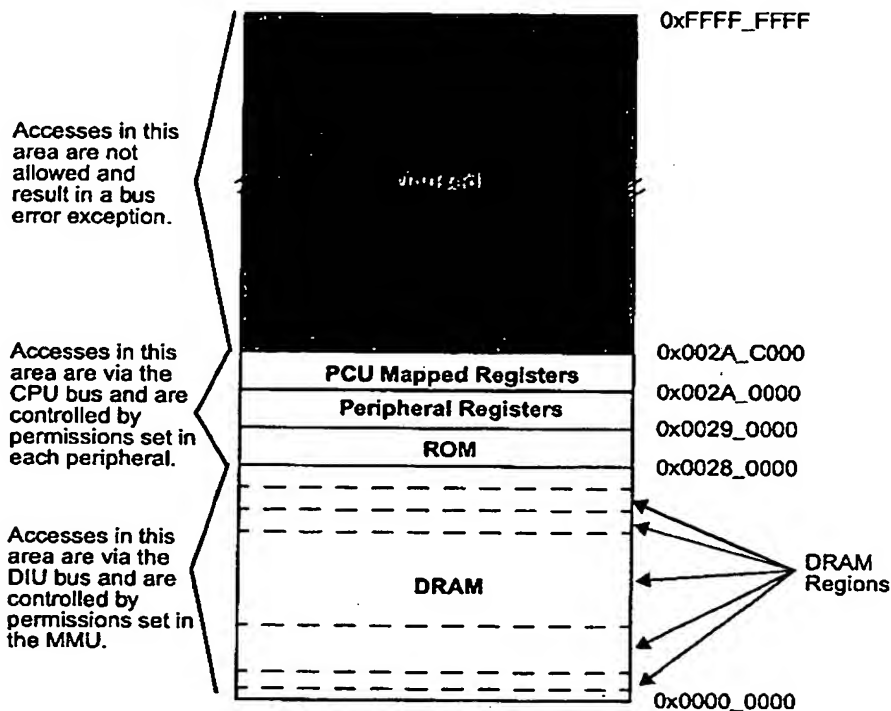 0xFFFF_FFFF
Accesses in this
area are not
allowed and
result in a bus
error exception.
0x002A_C000
Accesses in this
area are via the
CPU bus and are
controlled by
permissions set in
each peripheral.
PCU Mapped Registers
0x002A_0000
Peripheral Registers
0x0029_0000
ROM
0x0028_0000
Accesses in this
area are via the
DIU bus and are
controlled by
permissions set in
the MMU.
DRAM
DRAM
Regions
0x0000_0000